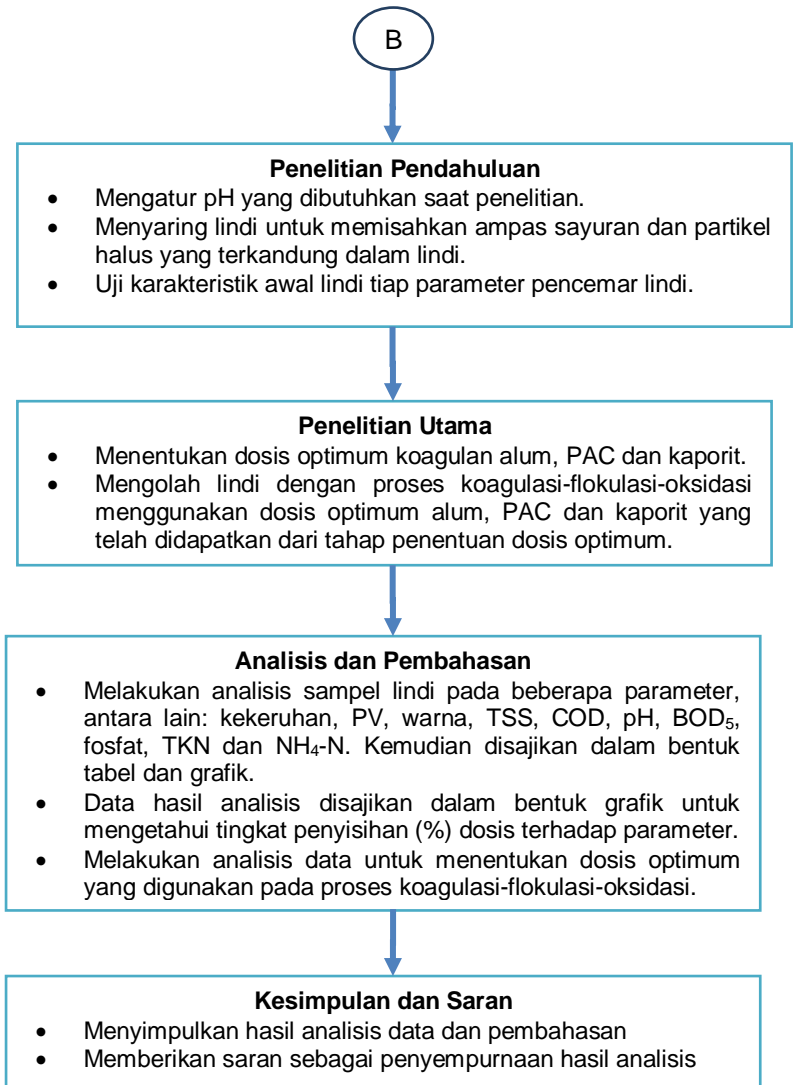 B
Penelitian Pendahuluan
• Mengatur pH yang dibutuhkan saat penelitian.
• Menyaring lindi untuk memisahkan ampas sayuran dan partikel
halus yang terkandung dalam lindi.
• Uji karakteristik awal lindi tiap parameter pencemar lindi.
Penelitian Utama
• Menentukan dosis optimum koagulan alum, PAC dan kaporit.
• Mengolah lindi dengan proses koagulasi-flokulasi-oksidasi
menggunakan dosis optimum alum, PAC dan kaporit yang
telah didapatkan dari tahap penentuan dosis optimum.
Analisis dan Pembahasan
• Melakukan analisis sampel lindi pada beberapa parameter,
antara lain: kekeruhan, PV, warna, TSS, COD, pH, BOD₅,
fosfat, TKN dan NH₄-N. Kemudian disajikan dalam bentuk
tabel dan grafik.
• Data hasil analisis disajikan dalam bentuk grafik untuk
mengetahui tingkat penyisihan (%) dosis terhadap parameter.
• Melakukan analisis data untuk menentukan dosis optimum
yang digunakan pada proses koagulasi-flokulasi-oksidasi.
Kesimpulan dan Saran
• Menyimpulkan hasil analisis data dan pembahasan
• Memberikan saran sebagai penyempurnaan hasil analisis